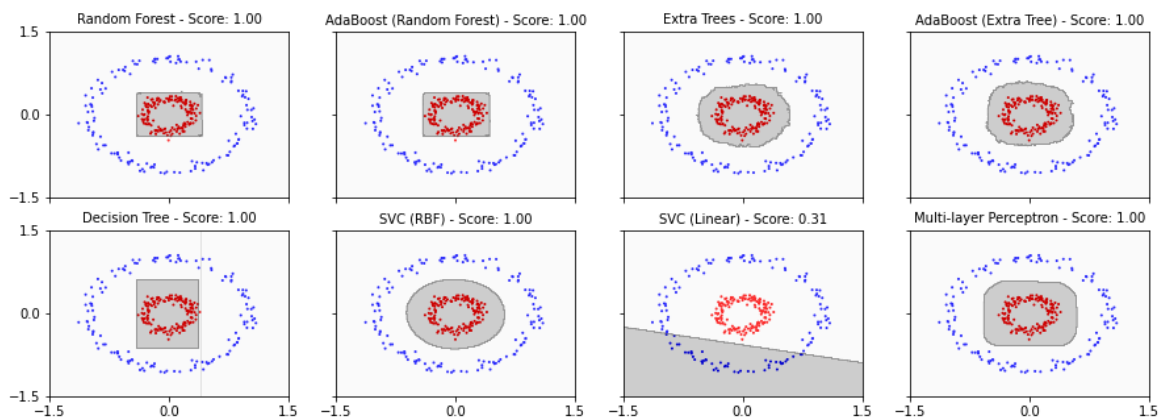 Random Forest - Score: 1.00
AdaBoost (Random Forest) - Score: 1.00
Extra Trees - Score: 1.00
AdaBoost (Extra Tree) - Score: 1.00
1.5
0.0
−1.5
Decision Tree - Score: 1.00
SVC (RBF) - Score: 1.00
SVC (Linear) - Score: 0.31
Multi-layer Perceptron - Score: 1.00
1.5
0.0
−1.5
−1.5 0.0 1.5
−1.5 0.0 1.5
−1.5 0.0 1.5
−1.5 0.0 1.5